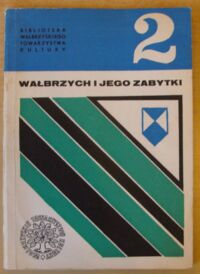 BIBLIOTEKA
WAŁBRZYSKIEGO
TOWARZYSTWA
KULTURY
2
WAŁBRZYCH I JEGO ZABYTKI